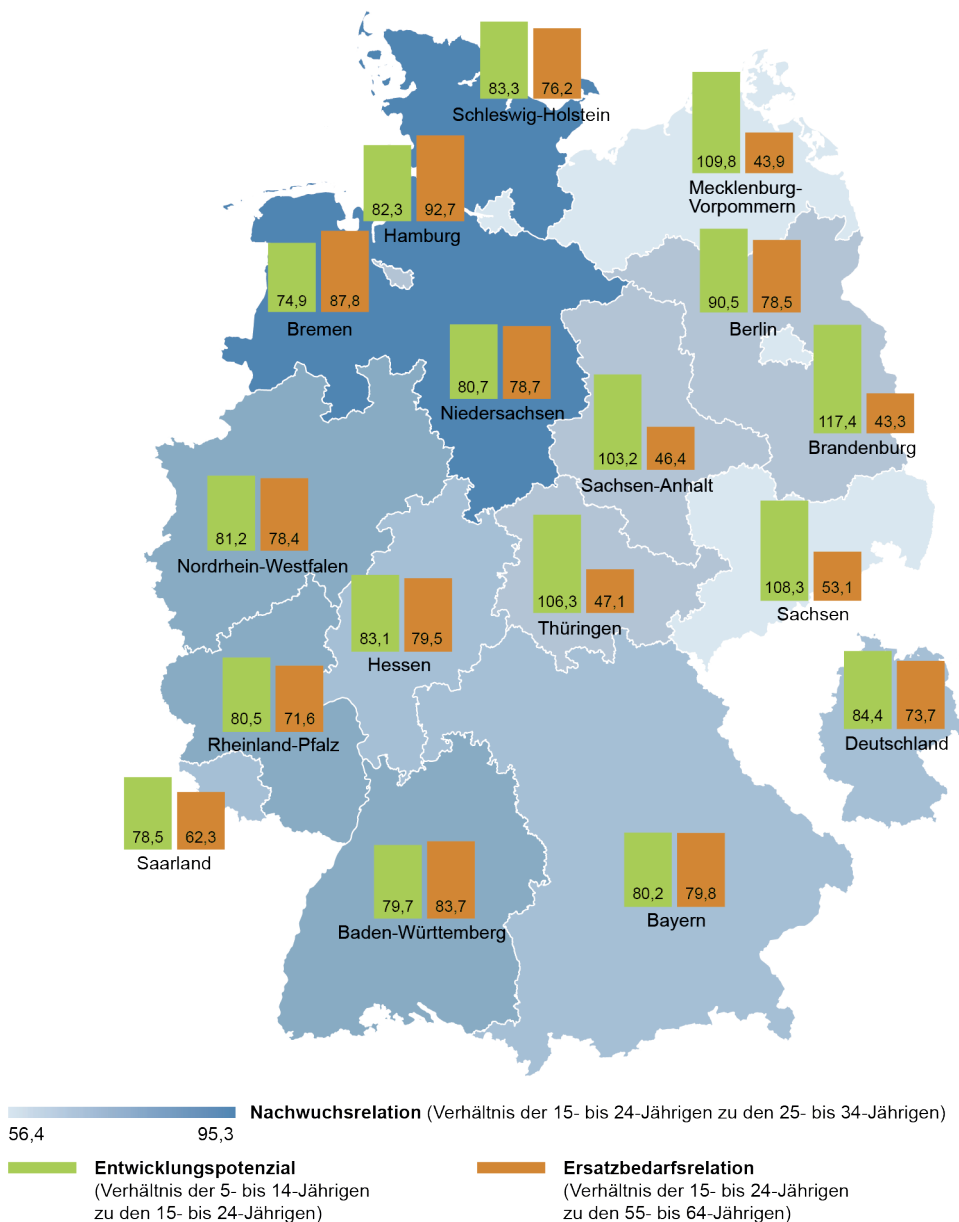 83,3 76,2
Schleswig-Holstein
109,8 43,9
Mecklenburg-
Vorpommern
82,3 92,7
Hamburg
74,9 87,8
Bremen
90,5 78,5
Berlin
80,7 78,7
Niedersachsen
117,4 43,3
Brandenburg
103,2 46,4
Sachsen-Anhalt
81,2 78,4
Nordrhein-Westfalen
108,3 53,1
Sachsen
106,3 47,1
Thüringen
83,1 79,5
Hessen
80,5 71,6
Rheinland-Pfalz
84,4 73,7
Deutschland
78,5 62,3
Saarland
79,7 83,7
Baden-Württemberg
80,2 79,8
Bayern
Nachwuchsrelation (Verhältnis der 15- bis 24-Jährigen zu den 25- bis 34-Jährigen)
56,4 95,3
Entwicklungspotenzial
(Verhältnis der 5- bis 14-Jährigen
zu den 15- bis 24-Jährigen)
Ersatzbedarfsrelation
(Verhältnis der 15- bis 24-Jährigen
zu den 55- bis 64-Jährigen)